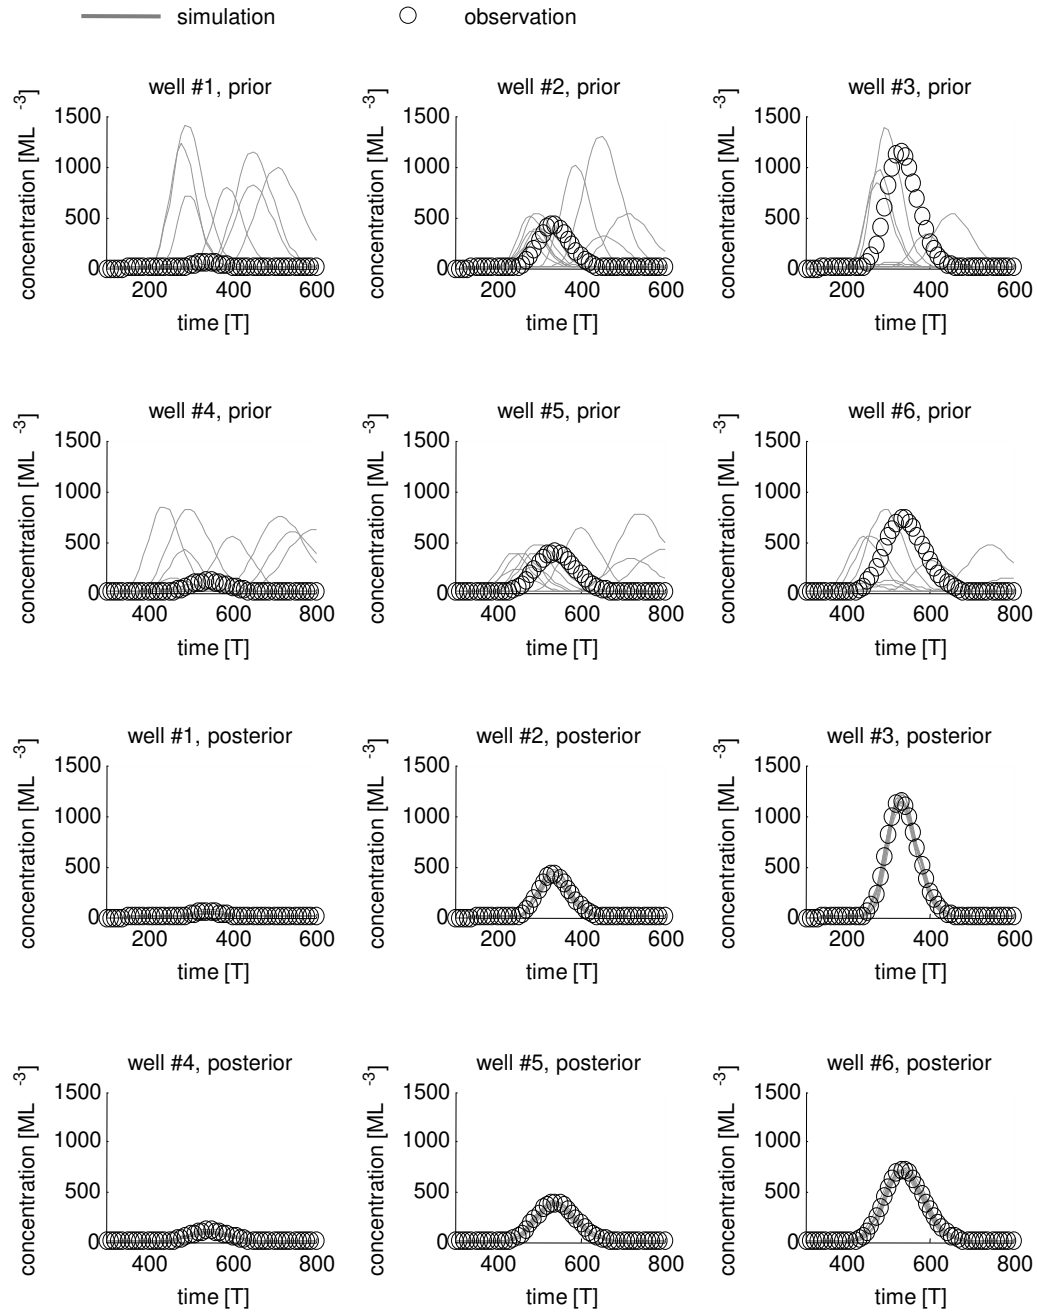 simulation observation
well #1, prior well #2, prior well #3, prior
concentration [ML -3] concentration [ML -3] concentration [ML -3]
1500 1500 1500
1000 1000 1000
500 500 500
0 0 0
200 400 600 200 400 600 200 400 600
time [T] time [T] time [T]
well #4, prior well #5, prior well #6, prior
concentration [ML -3] concentration [ML -3] concentration [ML -3]
1500 1500 1500
1000 1000 1000
500 500 500
0 0 0
400 600 800 400 600 800 400 600 800
time [T] time [T] time [T]
well #1, posterior well #2, posterior well #3, posterior
concentration [ML -3] concentration [ML -3] concentration [ML -3]
1500 1500 1500
1000 1000 1000
500 500 500
0 0 0
200 400 600 200 400 600 200 400 600
time [T] time [T] time [T]
well #4, posterior well #5, posterior well #6, posterior
concentration [ML -3] concentration [ML -3] concentration [ML -3]
1500 1500 1500
1000 1000 1000
500 500 500
0 0 0
400 600 800 400 600 800 400 600 800
time [T] time [T] time [T]